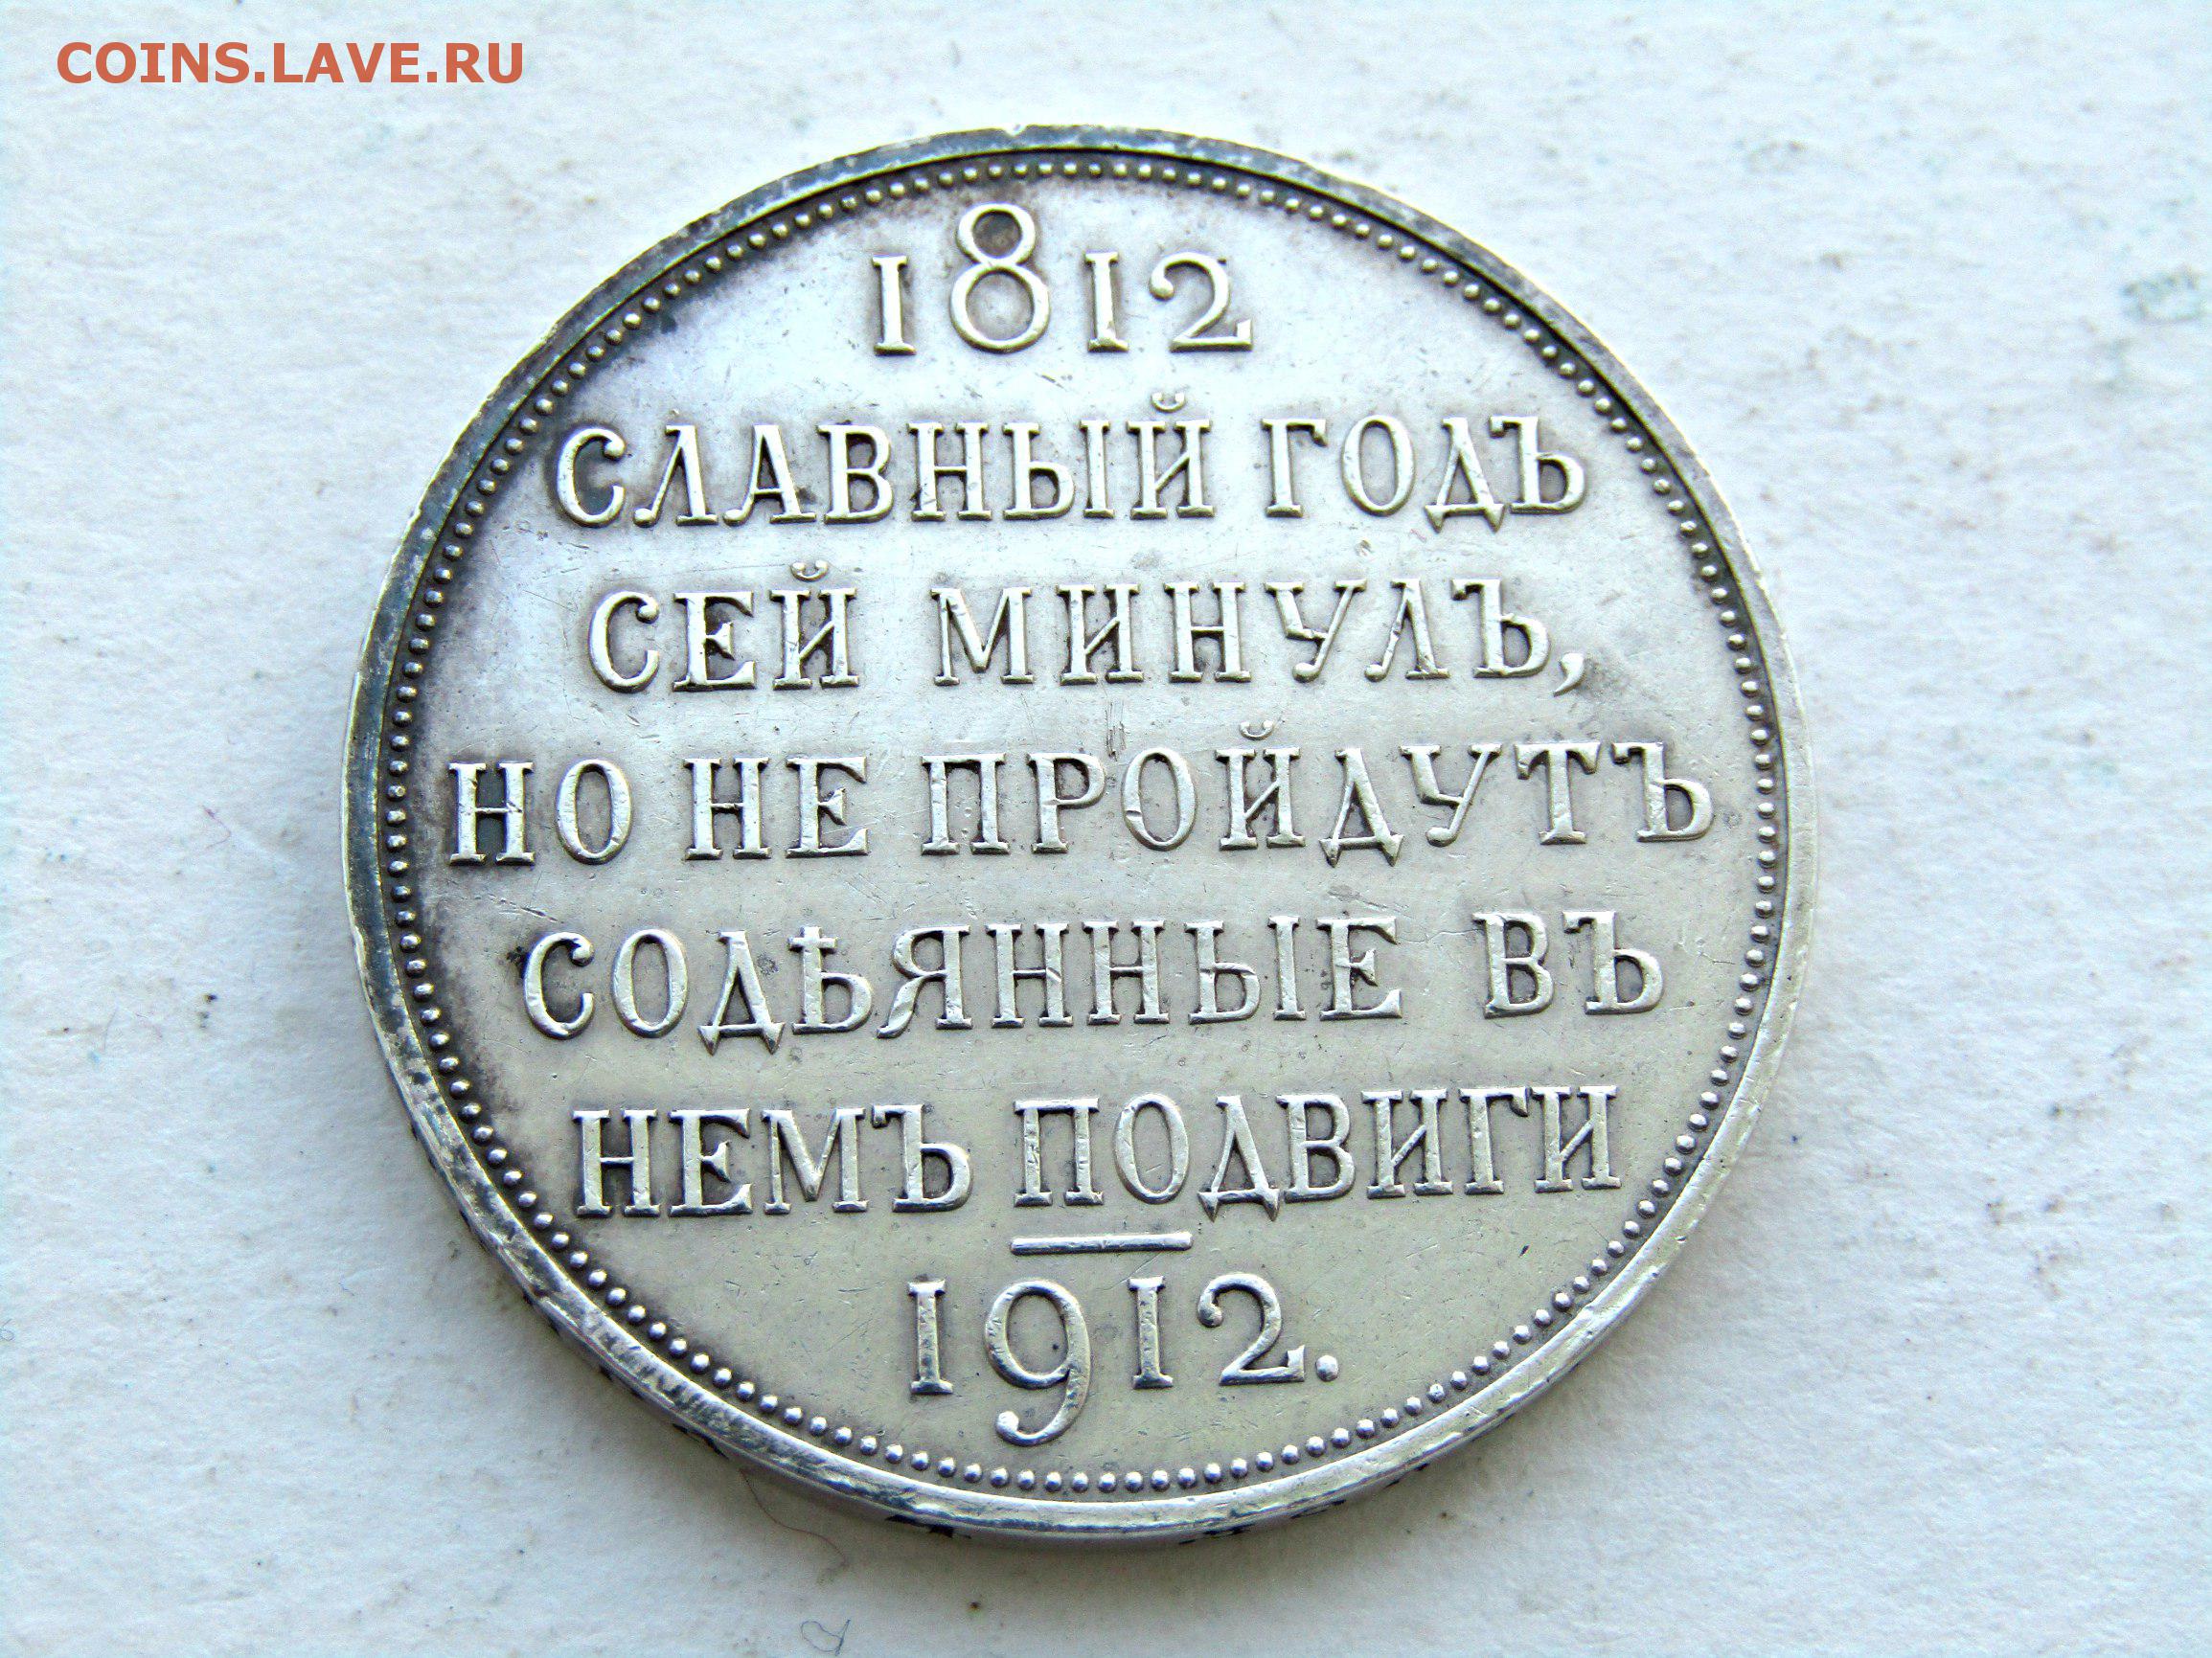 COINS.LAVE.RU
1812
СЛАВНЫЙ ГОДЪ
СЕЙ МИНУЛЪ,
НО НЕ ПРОЙДУТЪ
СОДѢЯННЫЕ ВЪ
НЕМЪ ПОДВИГИ
1912.